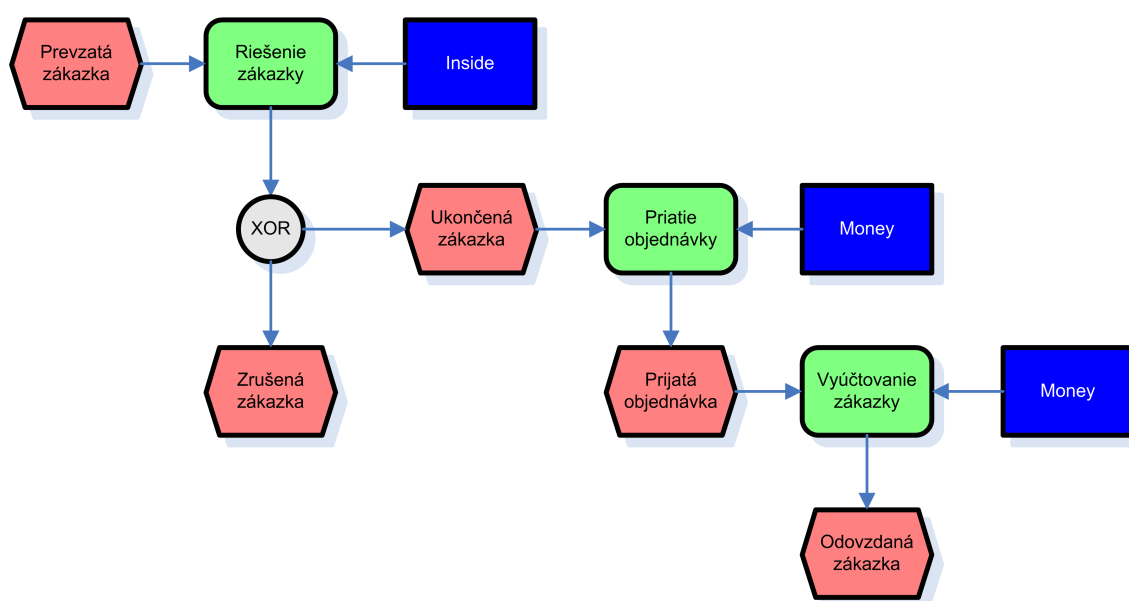 Prevzatá
zákazka
Riešenie
zákazky
Inside
XOR
Ukončená
zákazka
Priatie
objednávky
Money
Zrušená
zákazka
Prijatá
objednávka
Vyúčtovanie
zákazky
Money
Odovzdaná
zákazka